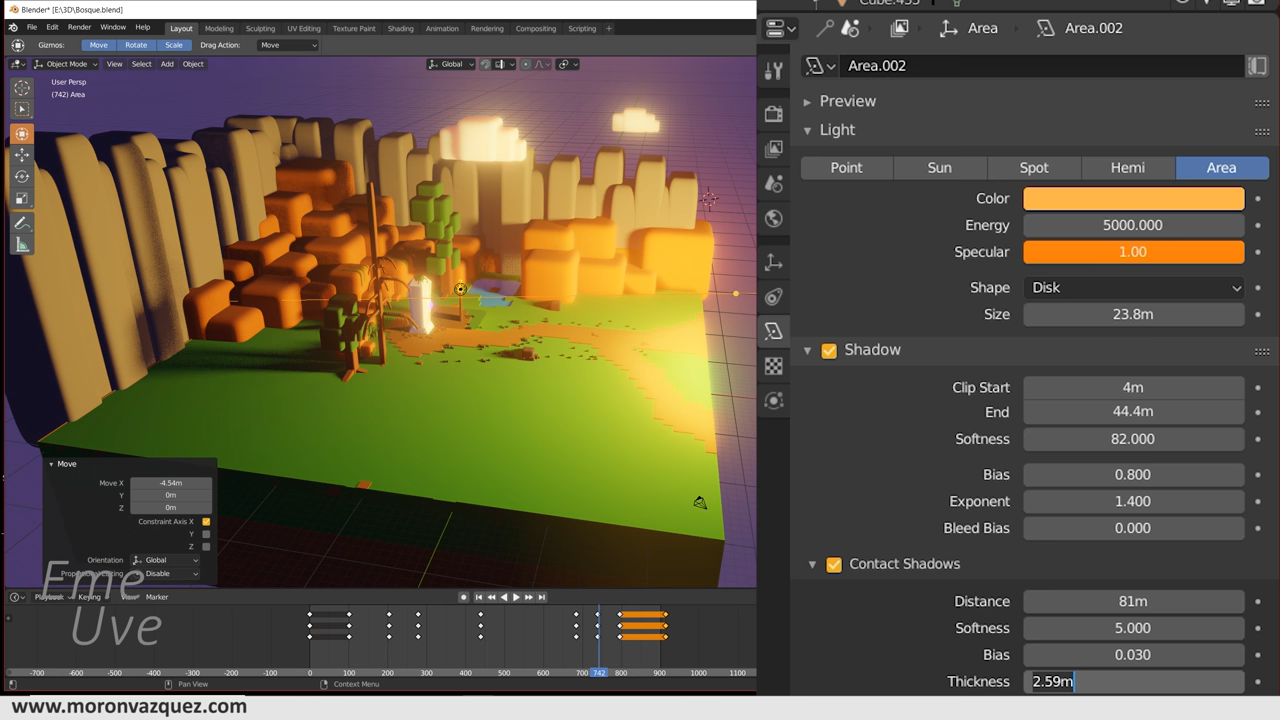 Blender* [E:\3D\Bosque.blend]
File Edit Render Window Help Layout Modeling Sculpting UV Editing Texture Paint Shading Animation Rendering Compositing Scripting +
Gizmos: Move Rotate Scale Drag Action: Move
Object Mode View Select Add Object Global
User Persp
(742) Area
Move
Move X -4.54m
Y 0m
Z 0m
Constraint Axis X
Y
Z
Orientation Global
Disable
Eme
Uve
Playback Keying View Marker
-700 -600 -500 -400 -300 -200 -100 0 100 200 300 400 500 600 700 742 800 900 1000 1100
Pan View Context Menu
www.moronvazquez.com
Cube.455
Area Area.002
Area.002
Preview
Light
Point Sun Spot Hemi Area
Color
Energy 5000.000
Specular 1.00
Shape Disk
Size 23.8m
Shadow
Clip Start 4m
End 44.4m
Softness 82.000
Bias 0.800
Exponent 1.400
Bleed Bias 0.000
Contact Shadows
Distance 81m
Softness 5.000
Bias 0.030
Thickness 2.59m